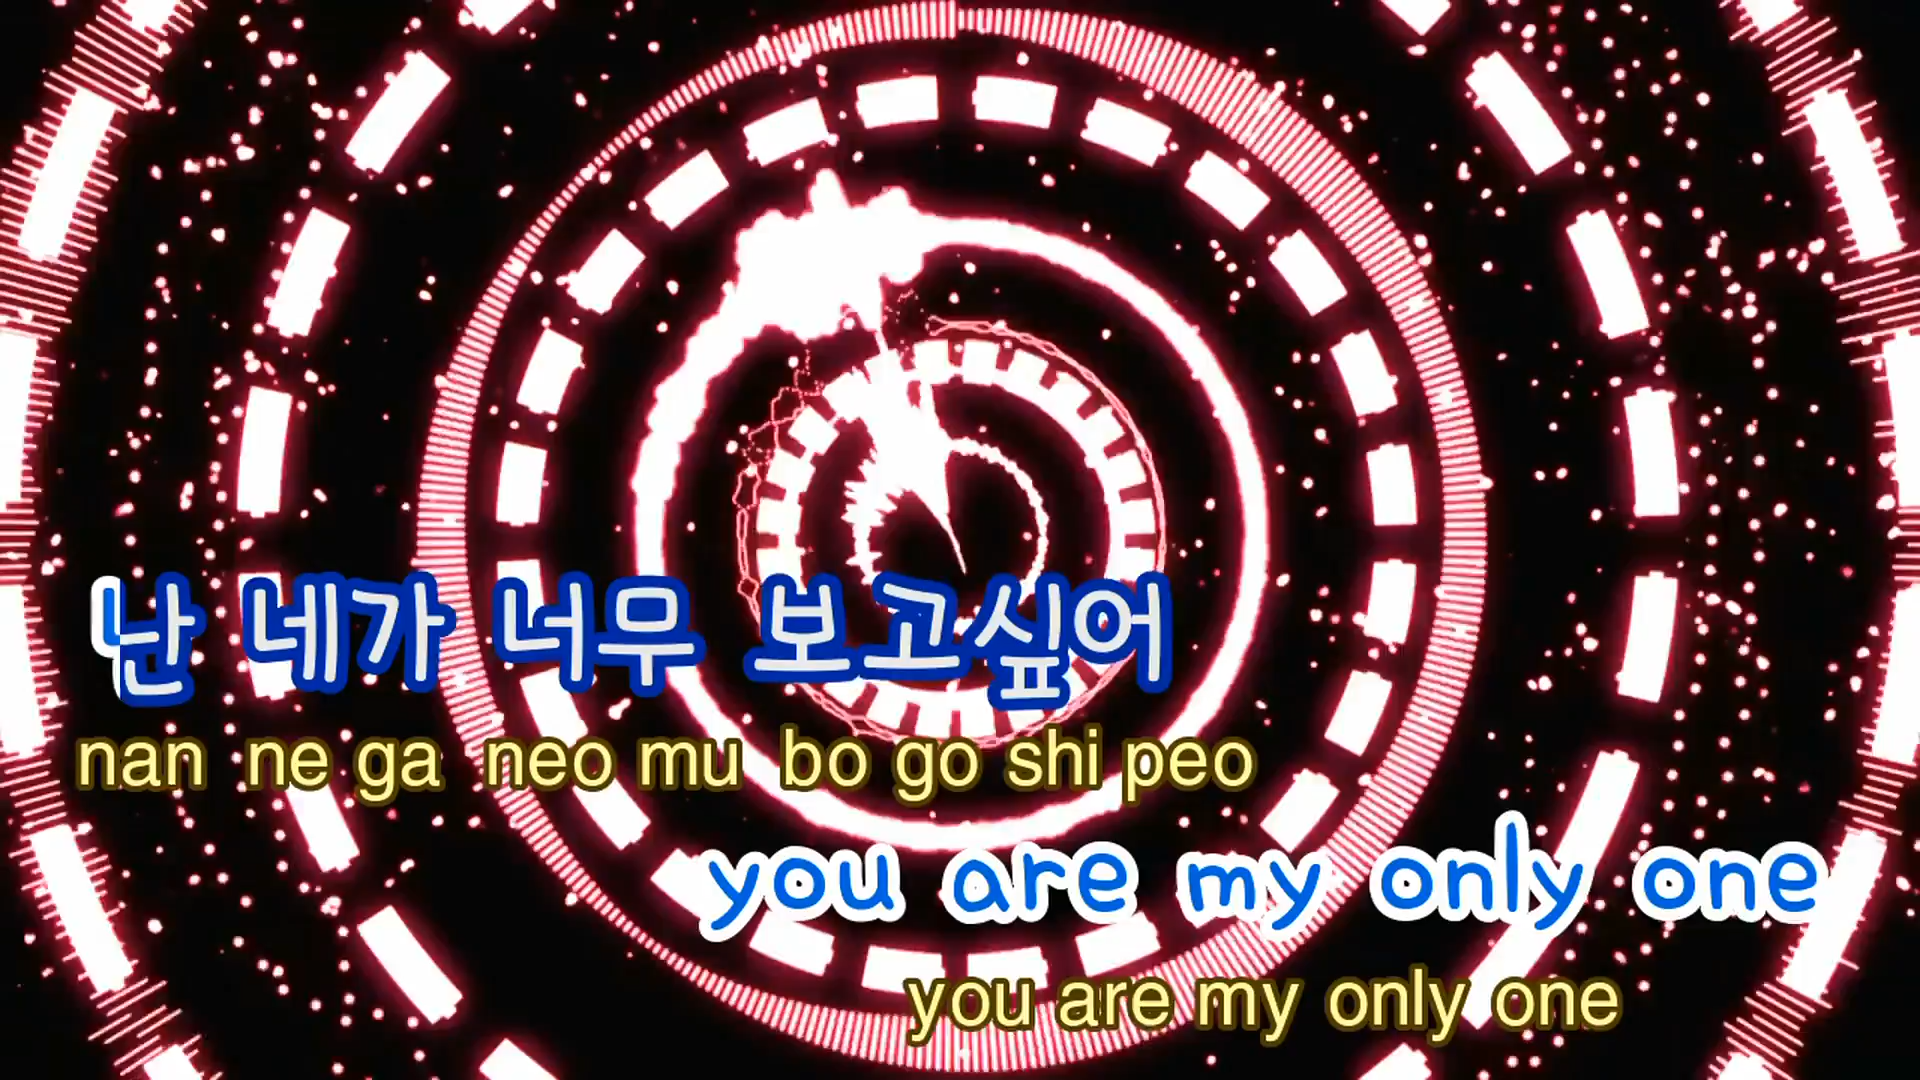 난 네가 너무 보고싶어
nan ne ga neo mu bo go shi peo
you are my only one
you are my only one